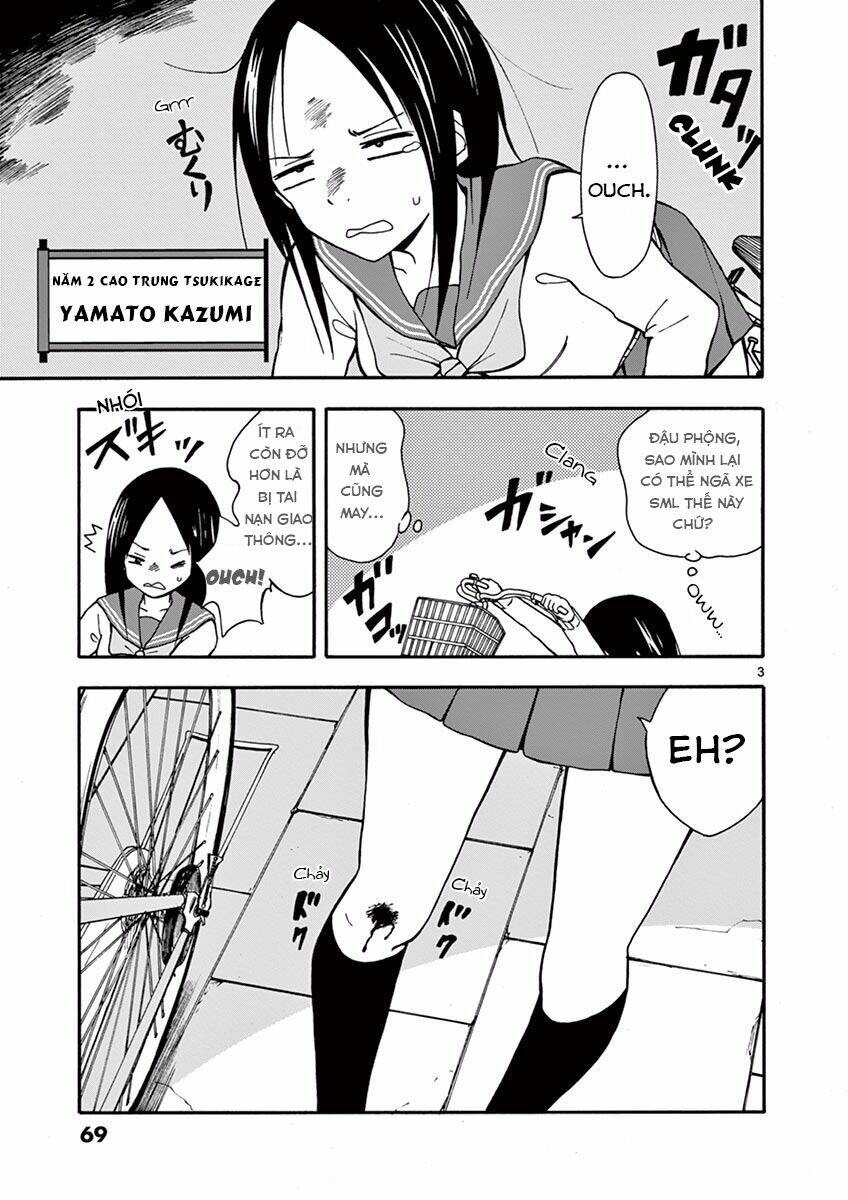 ガタッ
CLUNK
...
OUCH.
Grrr
むくり
NĂM 2 CAO TRUNG TSUKIKAGE
YAMATO KAZUMI
ĐẬU PHỘNG,
SAO MÌNH LẠI
CÓ THỂ NGÃ XE
SML THẾ NÀY
CHỨ?
OWW...
Clang
ガシャーン
ガコッ
NHƯNG
MÀ
CŨNG
MAY...
NHÓI
ズキッ
ÍT RA
CÒN ĐỠ
HƠN LÀ
BỊ TAI
NẠN GIAO
THÔNG...
OUCH!
3
EH?
Chảy
ドク
Chảy
ドク
69